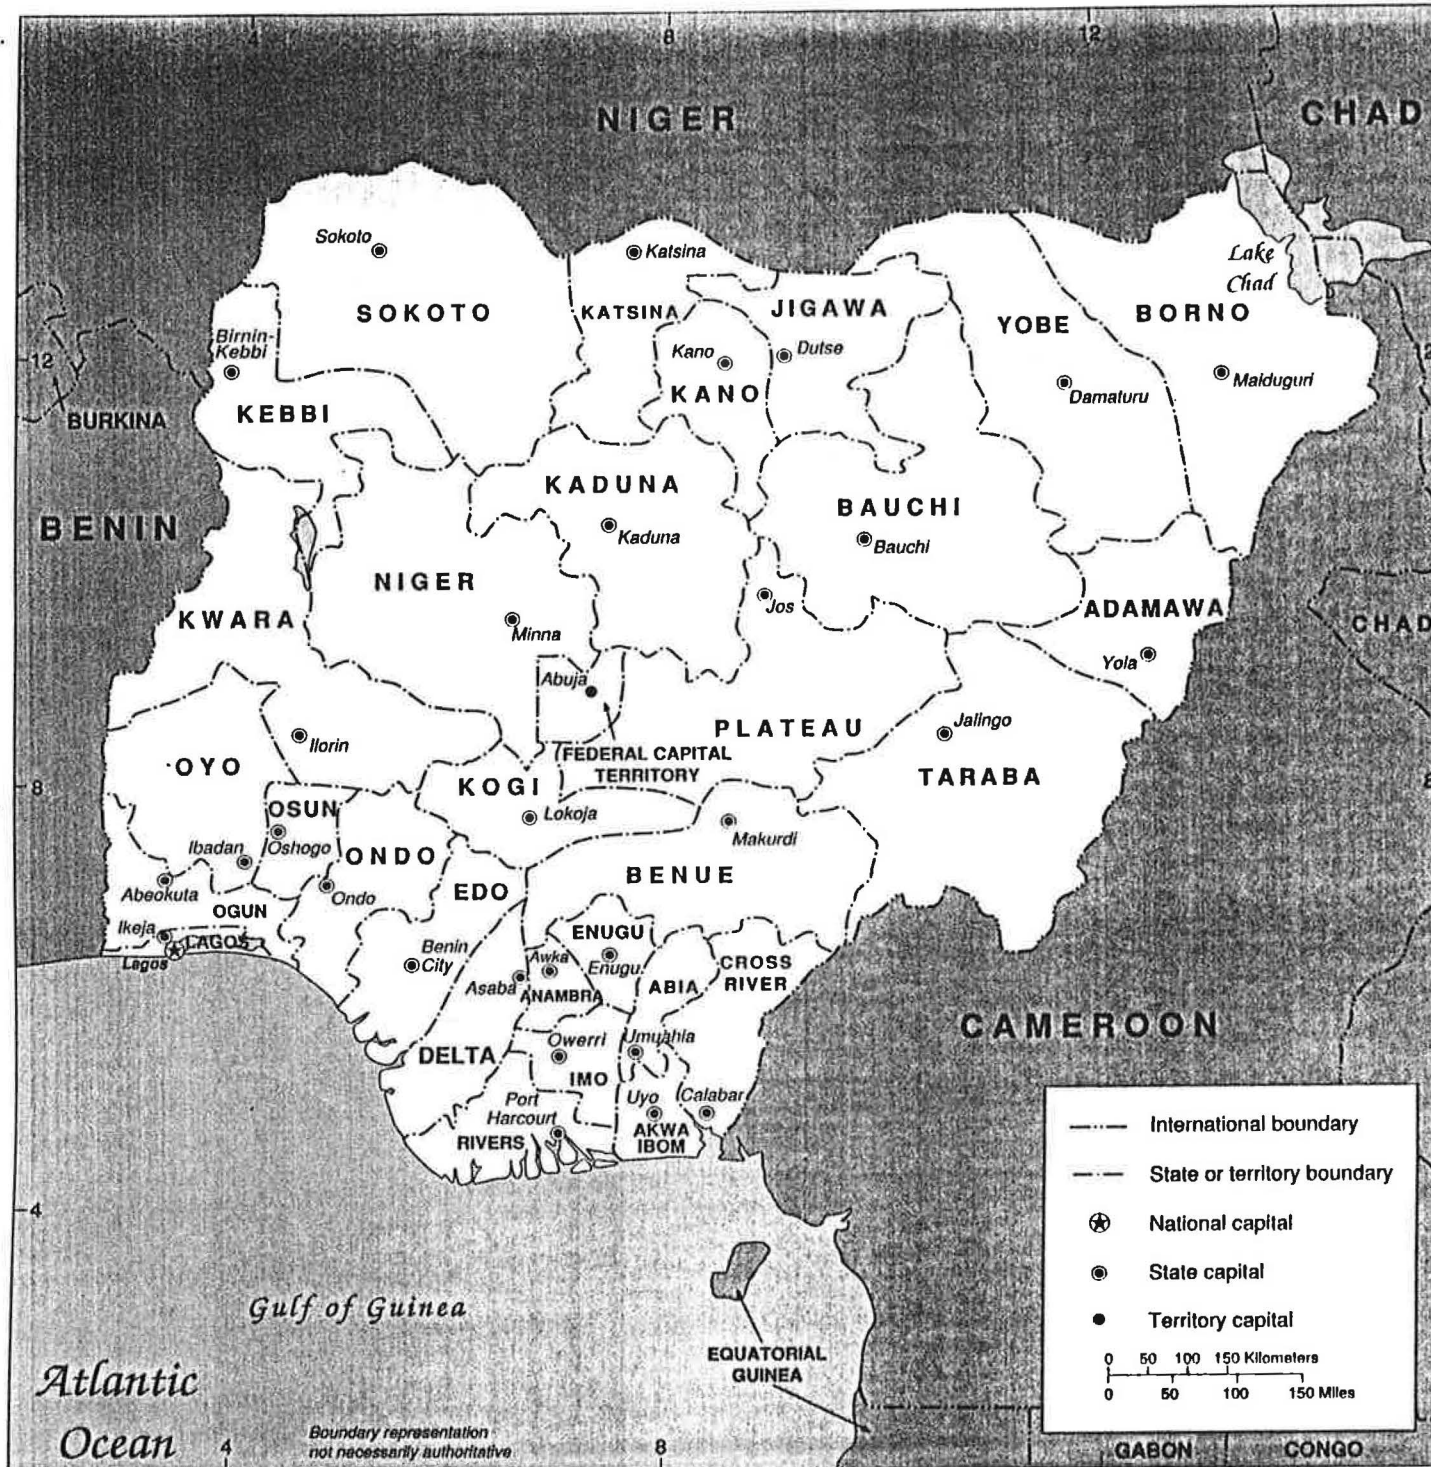 4
8
12
NIGER
CHAD
Sokoto
Katsina
Lake
Chad
SOKOTO
KATSINA
JIGAWA
YOBE
BORNO
Birnin-
Kebbi
Kano
Dutse
12
Damaturu
Maiduguri
KEBBI
KANO
BURKINA
KADUNA
BAUCHI
BENIN
Kaduna
Bauchi
NIGER
Jos
ADAMAWA
KWARA
CHAD
Minna
Yola
Abuja
Ilorin
PLATEAU
Jalingo
OYO
FEDERAL CAPITAL
TERRITORY
TARABA
KOGI
8
OSUN
Lokoja
Makurdi
Oshogo
Ibadan
ONDO
BENUE
Abeokuta
Ondo
EDO
OGUN
Ikeja
LAGOS
Lagos
Benin
City
ENUGU
Awka
Enugu
CROSS
RIVER
Asaba
ANAMBRA
ABIA
CAMEROON
DELTA
Owerri
Umuahia
IMO
Port
Harcourt
Uyo
Calabar
RIVERS
AKWA
IBOM
International boundary
State or territory boundary
4
National capital
State capital
Gulf of Guinea
Territory capital
EQUATORIAL
GUINEA
0 50 100 150 Kilometers
0 50 100 150 Miles
Atlantic
Ocean
Boundary representation
not necessarily authoritative
4
8
GABON
CONGO